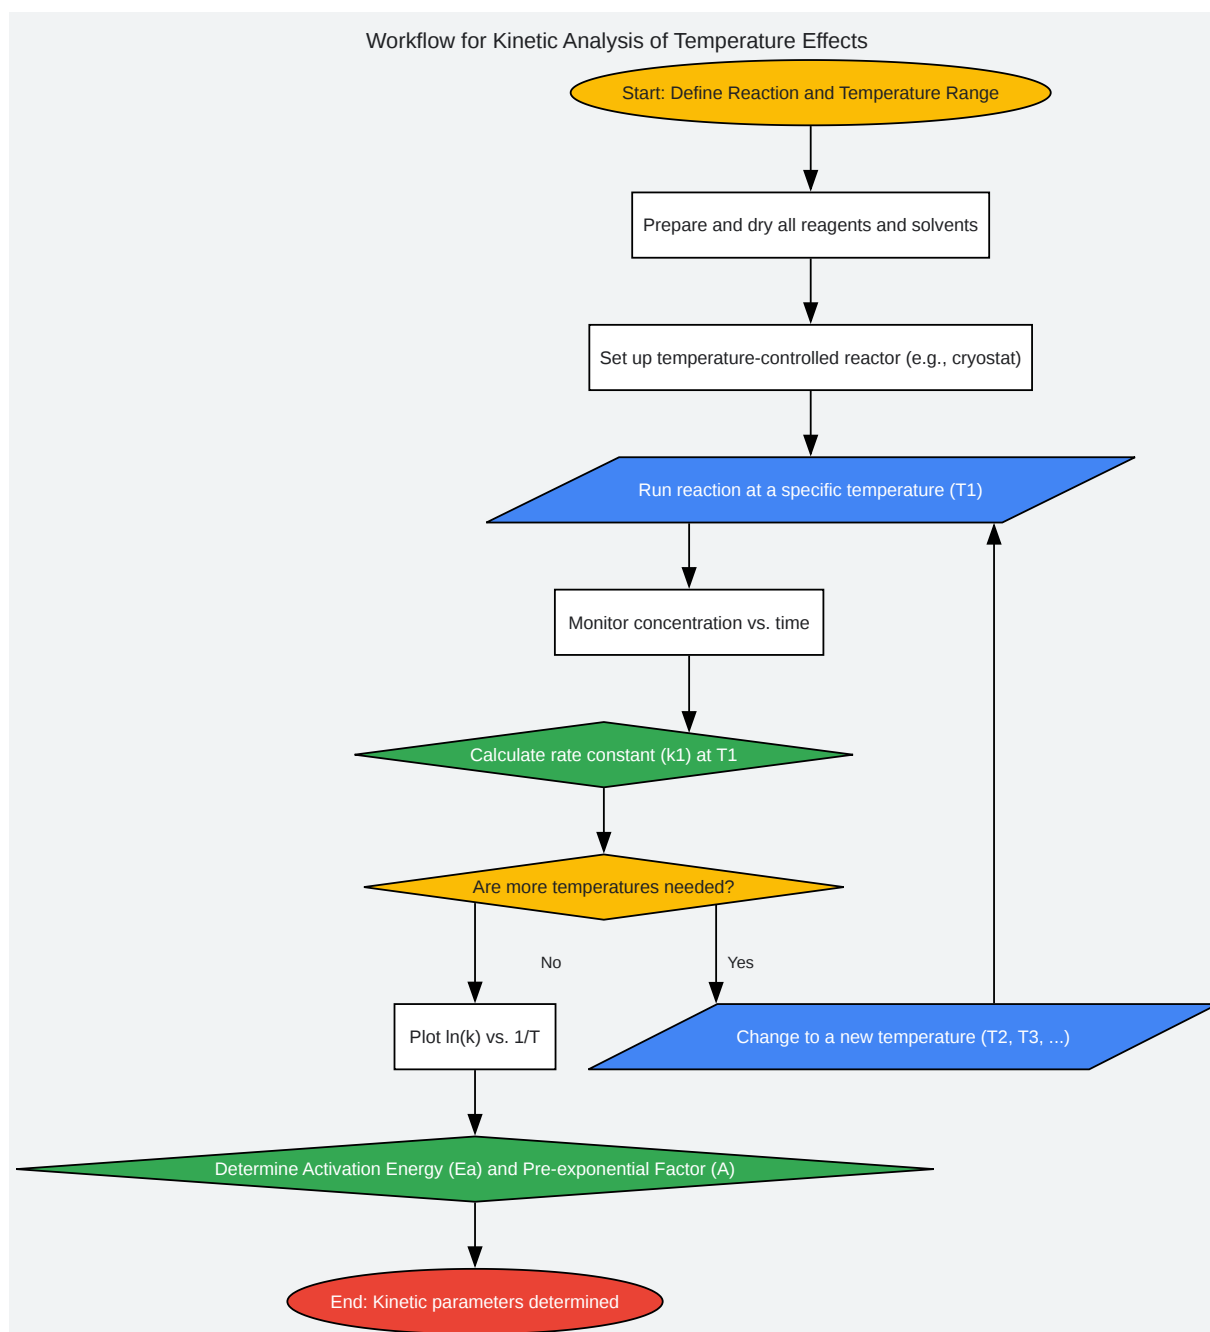 Workflow for Kinetic Analysis of Temperature Effects
Start: Define Reaction and Temperature Range
Prepare and dry all reagents and solvents
Set up temperature-controlled reactor (e.g., cryostat)
Run reaction at a specific temperature (T1)
Monitor concentration vs. time
Calculate rate constant (k1) at T1
Are more temperatures needed?
No
Yes
Plot ln(k) vs. 1/T
Change to a new temperature (T2, T3, ...)
Determine Activation Energy (Ea) and Pre-exponential Factor (A)
End: Kinetic parameters determined